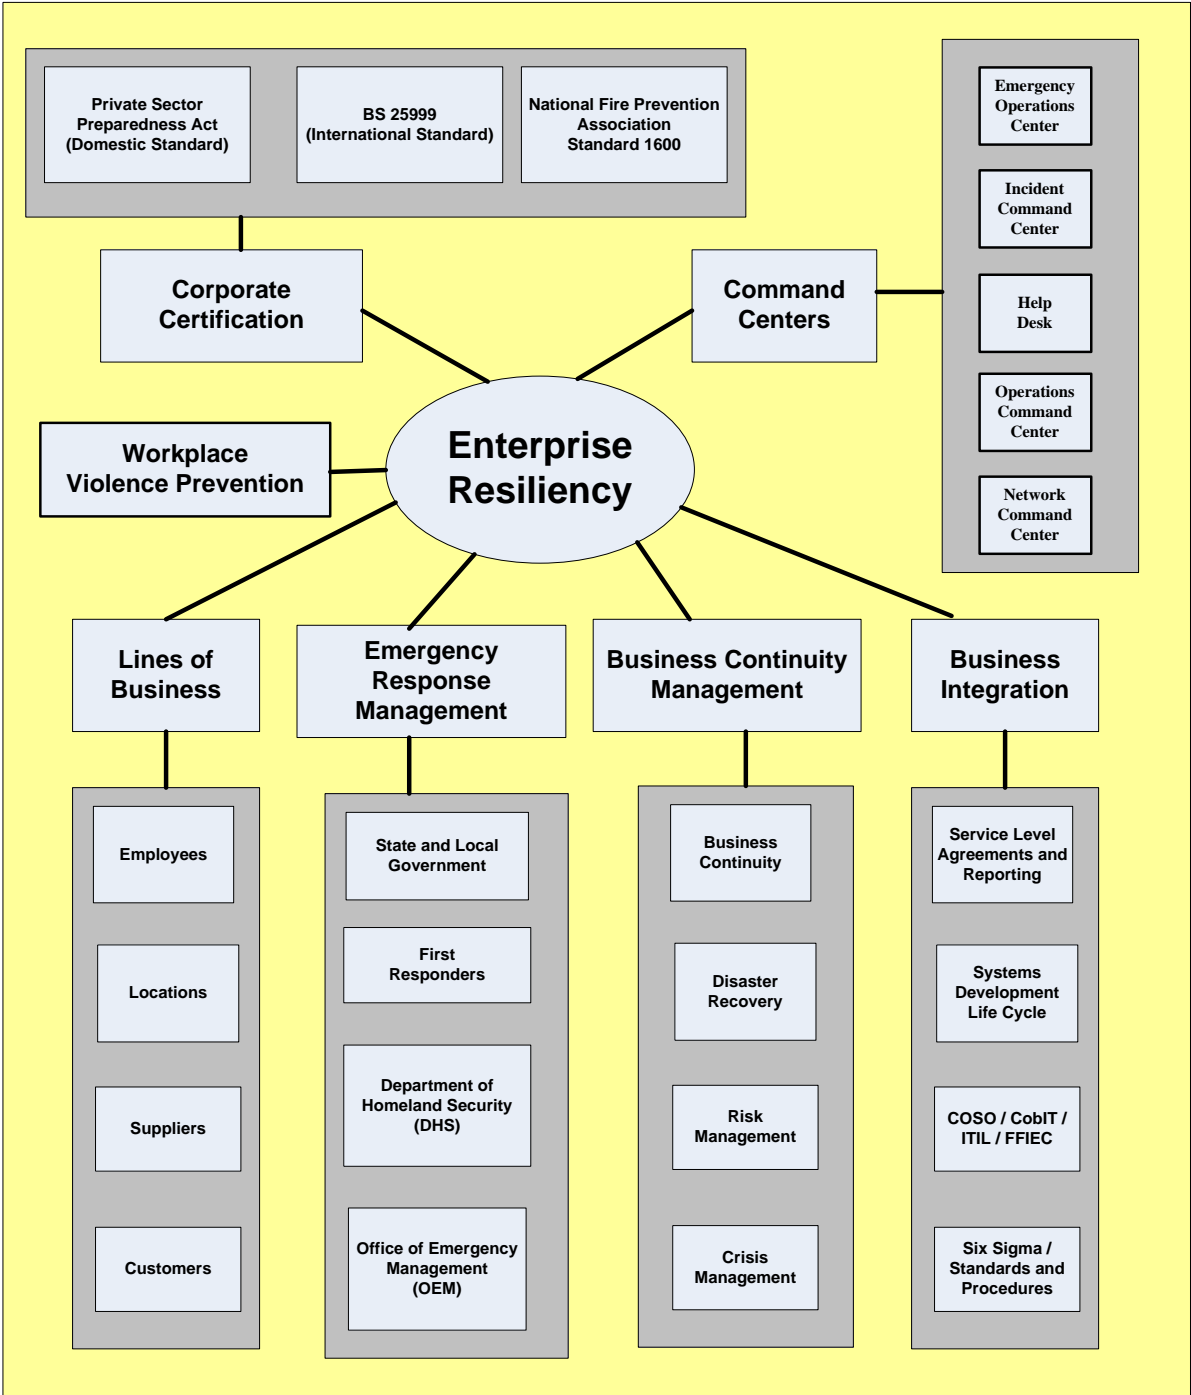 Private Sector
Preparedness Act
(Domestic Standard)
BS 25999
(International Standard)
National Fire Prevention
Association
Standard 1600
Emergency
Operations
Center
Incident
Command
Center
Help
Desk
Operations
Command
Center
Network
Command
Center
Corporate
Certification
Command
Centers
Workplace
Violence Prevention
Enterprise
Resiliency
Lines of
Business
Emergency
Response
Management
Business Continuity
Management
Business
Integration
Employees
Locations
Suppliers
Customers
State and Local
Government
First
Responders
Department of
Homeland Security
(DHS)
Office of Emergency
Management
(OEM)
Business
Continuity
Disaster
Recovery
Risk
Management
Crisis
Management
Service Level
Agreements and
Reporting
Systems
Development
Life Cycle
COSO / CobIT /
ITIL / FFIEC
Six Sigma /
Standards and
Procedures